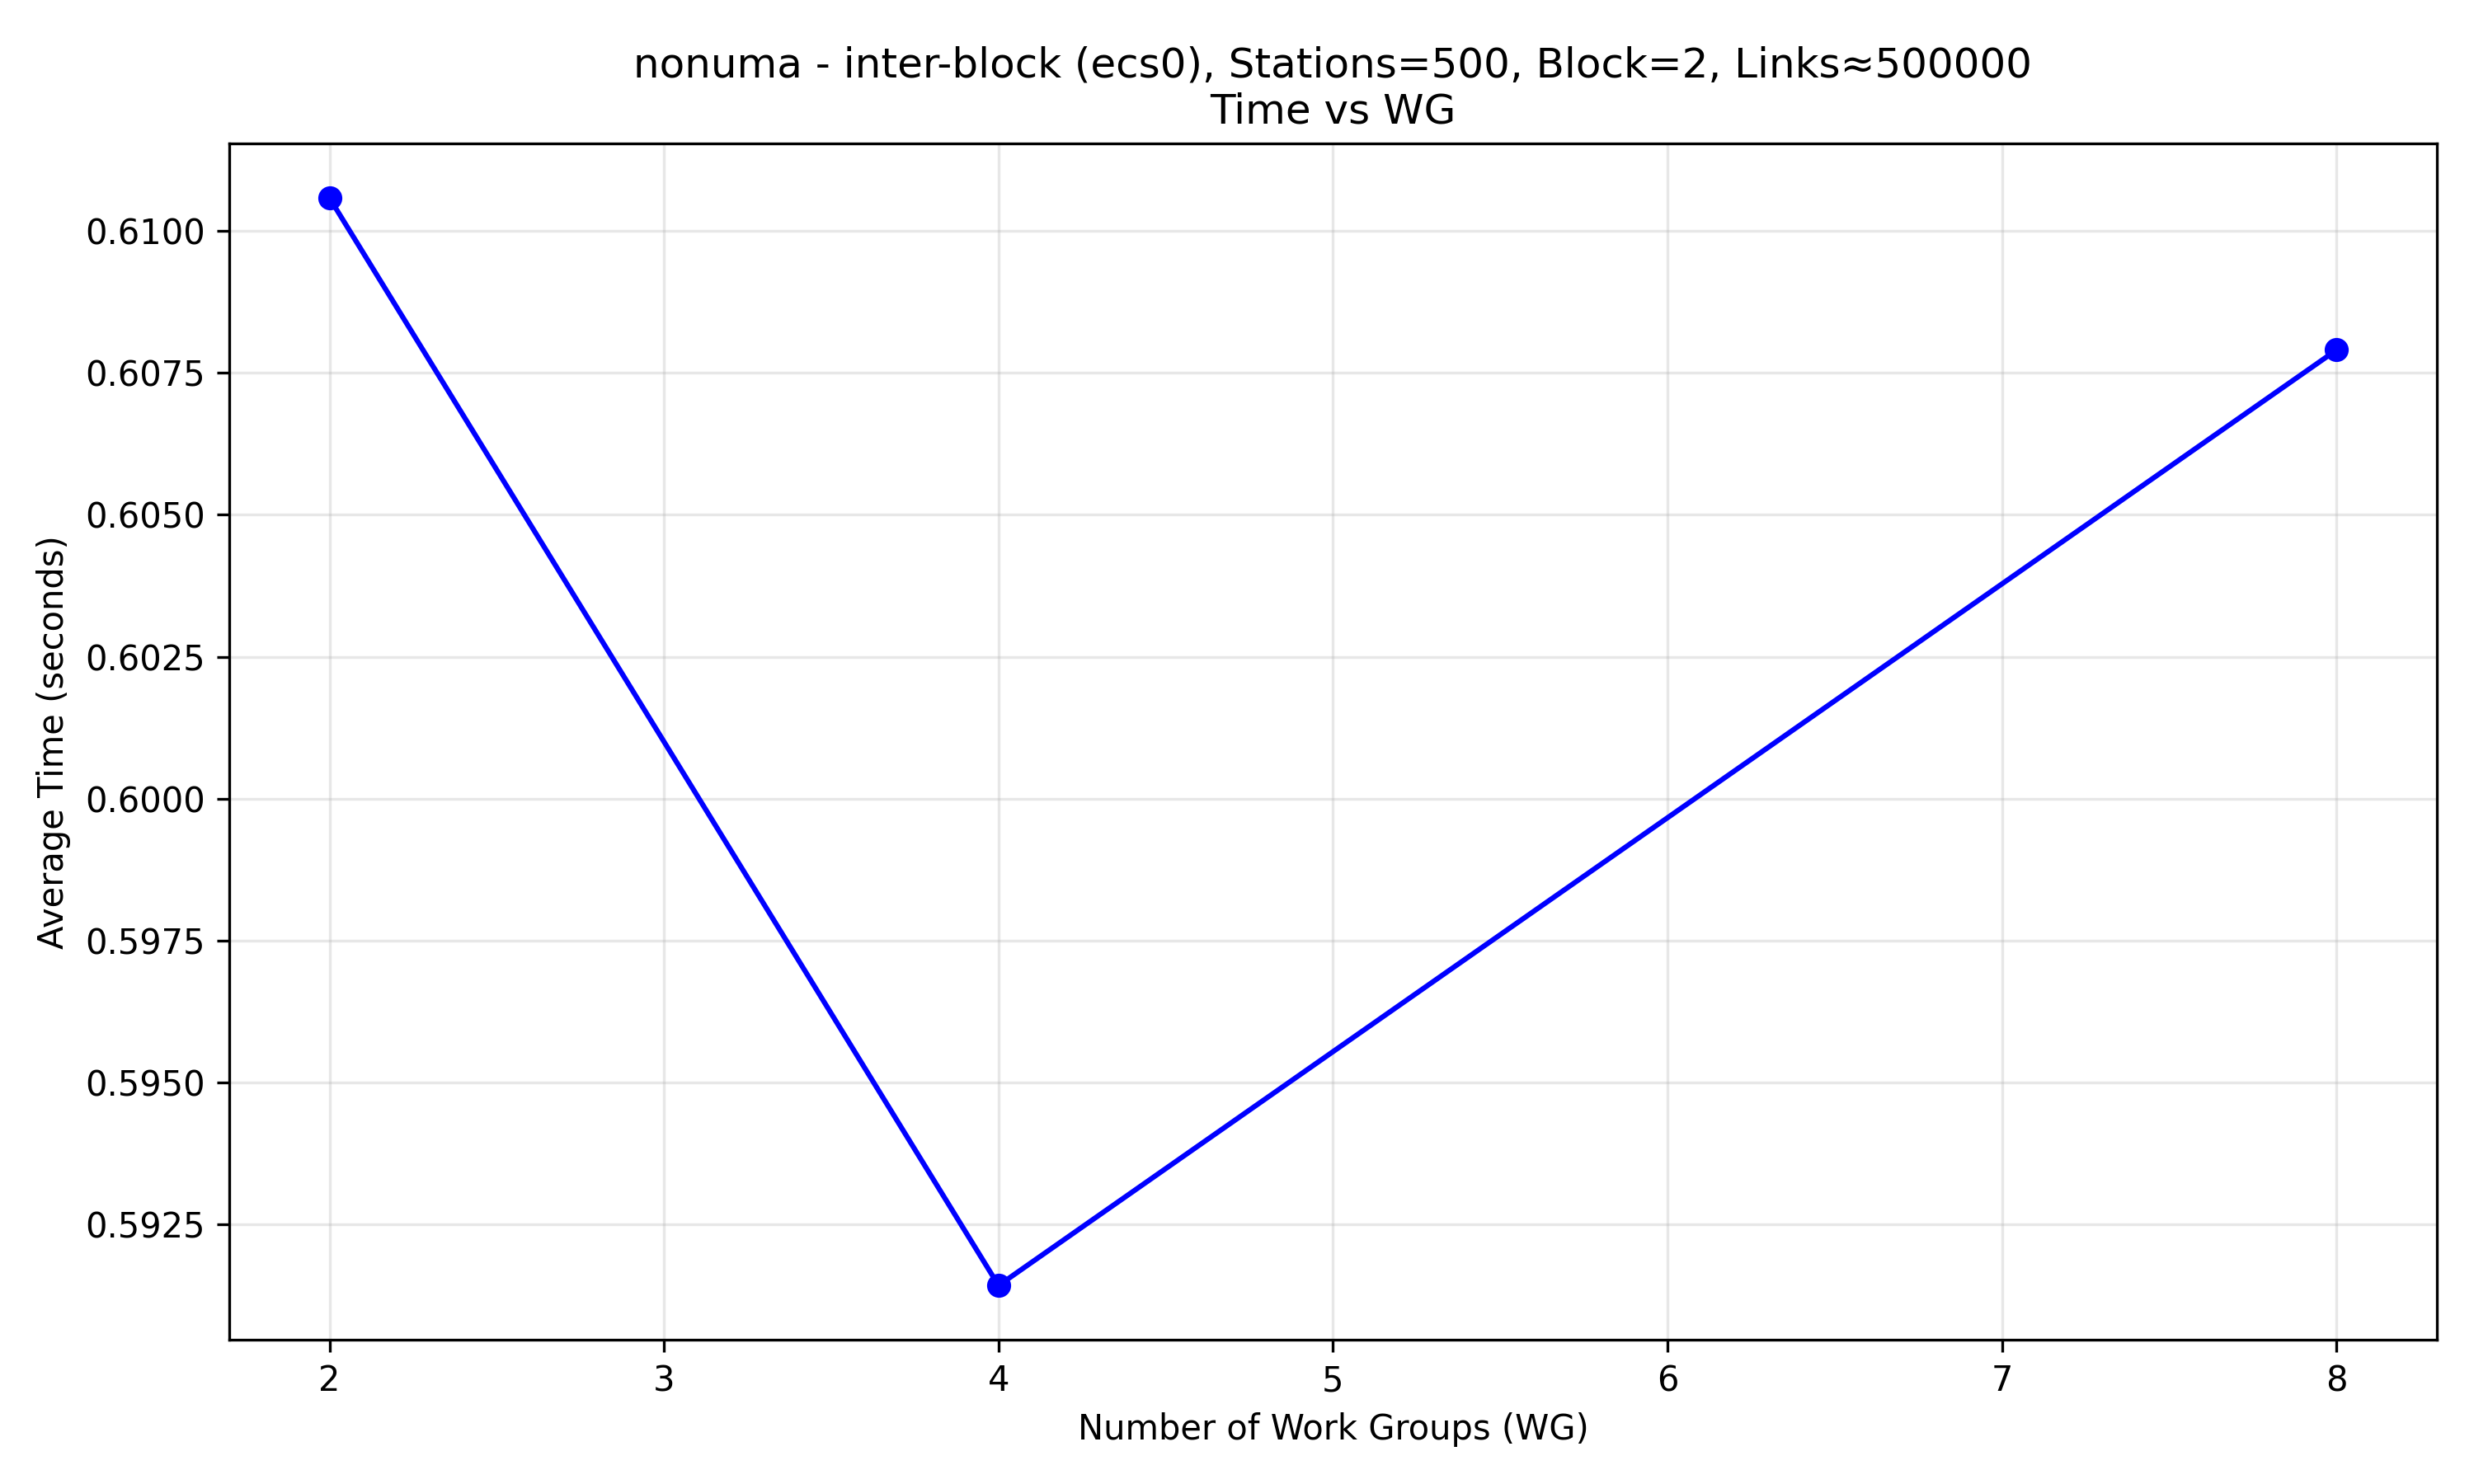 nonuma - inter-block (ecs0), Stations=500, Block=2, Links≈500000
Time vs WG
Average Time (seconds)
0.6100
0.6075
0.6050
0.6025
0.6000
0.5975
0.5950
0.5925
2 3 4 5 6 7 8
Number of Work Groups (WG)